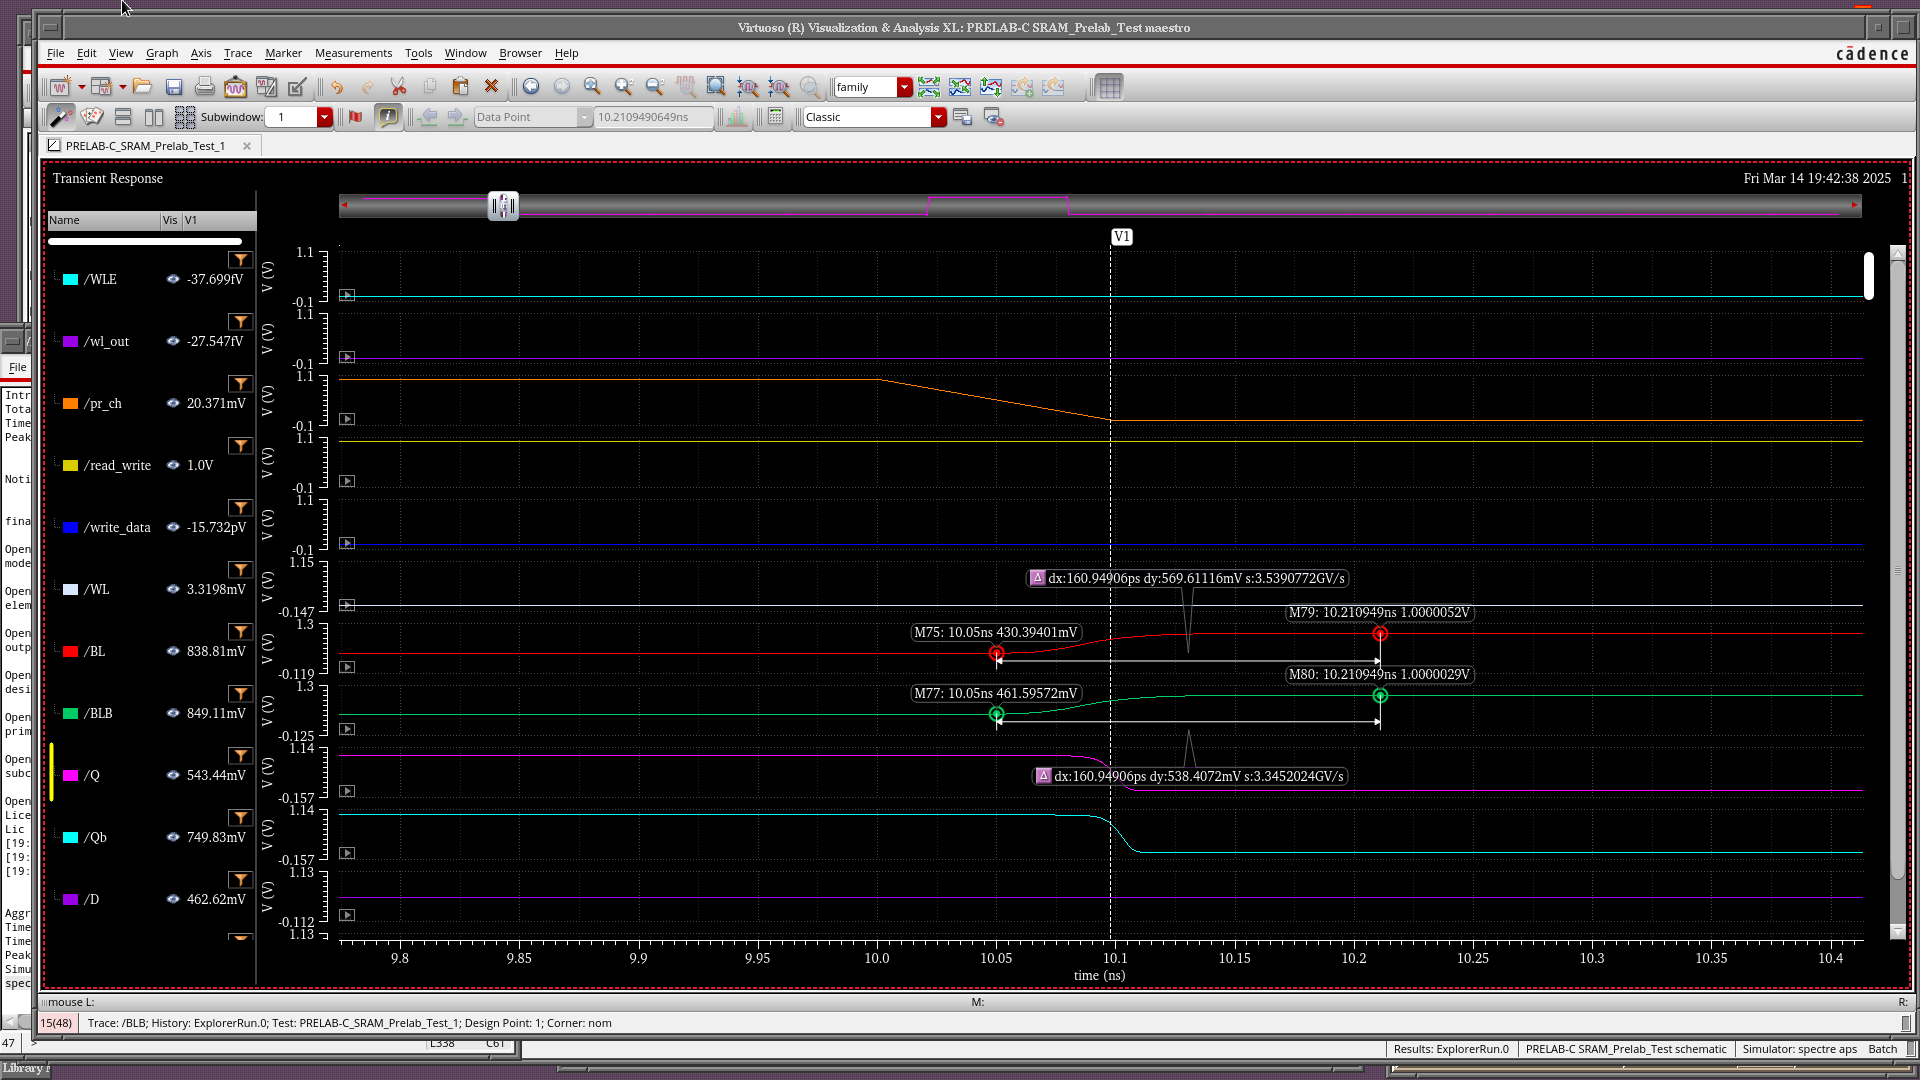 Virtuoso (R) Visualization & Analysis XL: PRELAB-C SRAM_Prelab_Test maestro
File Edit View Graph Axis Trace Marker Measurements Tools Window Browser Help
cādence
family
Subwindow: 1
Data Point
10.2109490649ns
Classic
PRELAB-C_SRAM_Prelab_Test_1
Transient Response
Fri Mar 14 19:42:38 2025 1
Name Vis V1
V1
/WLE -37.699fV
V (V) 1.1 -0.1
/wl_out -27.547fV
V (V) 1.1 -0.1
/pr_ch 20.371mV
V (V) 1.1 -0.1
/read_write 1.0V
V (V) 1.1 -0.1
/write_data -15.732pV
V (V) 1.1 -0.1
/WL 3.3198mV
V (V) 1.15 -0.147
dx:160.94906ps dy:569.61116mV s:3.5390772GV/s
/BL 838.81mV
V (V) 1.3 -0.119
M75: 10.05ns 430.39401mV
M79: 10.210949ns 1.0000052V
/BLB 849.11mV
V (V) 1.3 -0.125
M77: 10.05ns 461.59572mV
M80: 10.210949ns 1.0000029V
/Q 543.44mV
V (V) 1.14 -0.157
dx:160.94906ps dy:538.4072mV s:3.3452024GV/s
/Qb 749.83mV
V (V) 1.14 -0.157
/D 462.62mV
V (V) 1.13 -0.112
1.13
9.8 9.85 9.9 9.95 10.0 10.05 10.1 10.15 10.2 10.25 10.3 10.35 10.4
time (ns)
mouse L: M: R:
15(48) Trace: /BLB; History: ExplorerRun.0; Test: PRELAB-C_SRAM_Prelab_Test_1; Design Point: 1; Corner: nom
File
Intr
Tota
Time
Peak
Noti
fina
Open
mode
Open
elem
Open
outp
Open
desi
Open
prim
Open
subc
Open
Lice
Lic
[19:
[19:
[19:
Aggr
Time
Time
Peak
Simu
spec
47 > L338 C61
Results: ExplorerRun.0 PRELAB-C SRAM_Prelab_Test schematic Simulator: spectre aps Batch
Library